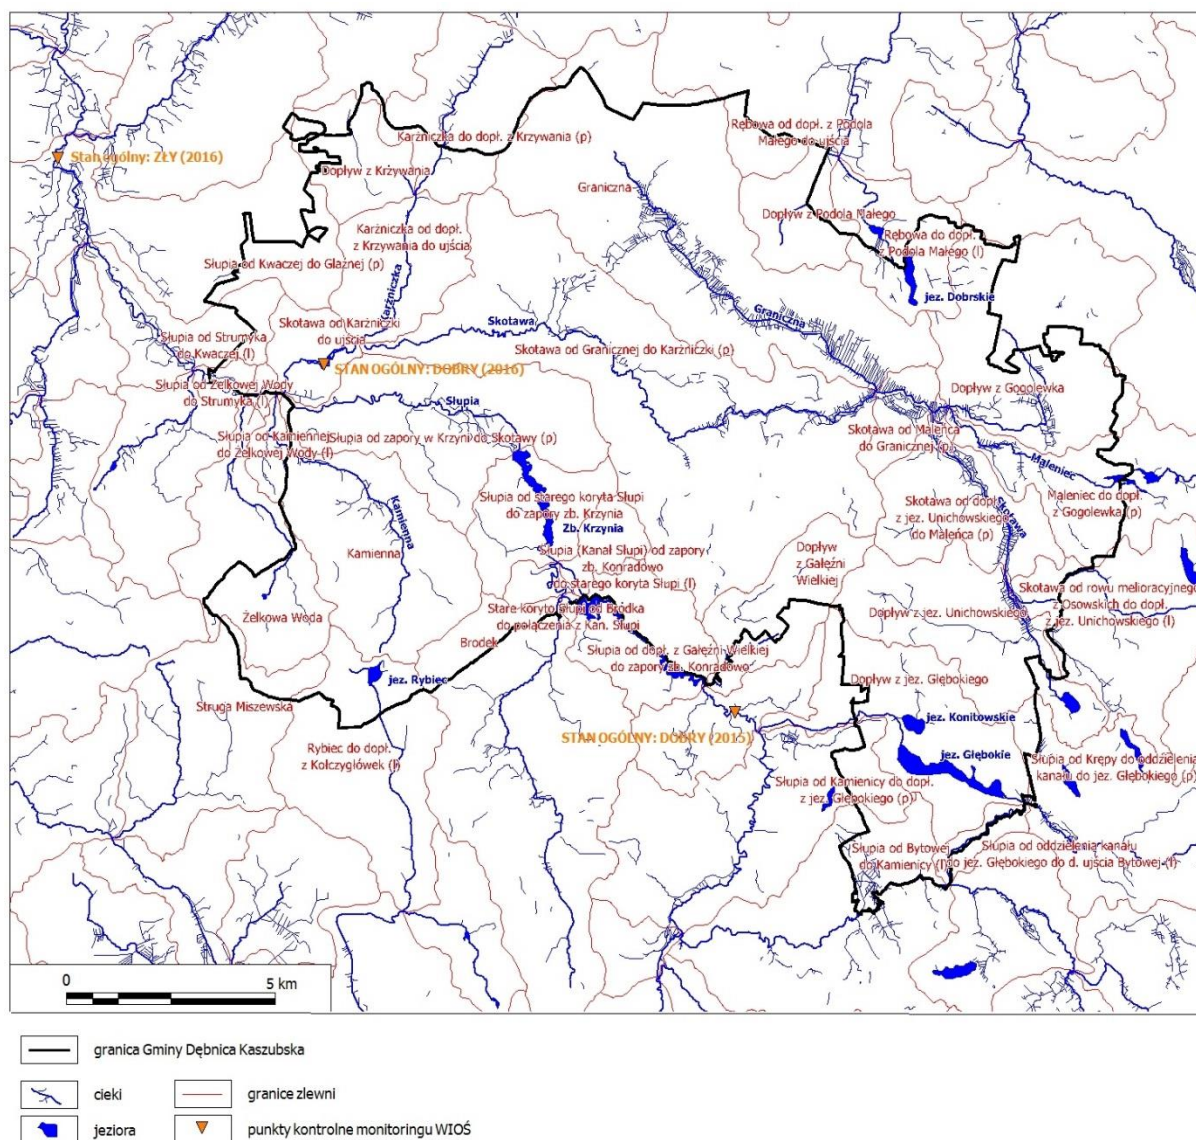 Karżniczka do dopł. z Krzywania (p)
Rębowa od dopł. z Podola
Małego do ujścia
Stan ogólny: ZŁY (2016)
Dopływ z Krzywania
Graniczna
Dopływ z Podola Małego
Karżniczka od dopł.
z Krzywania do ujścia
Rębowa do dopł.
z Podola Małego (l)
Słupia od Kwaczej do Głaźnej (p)
Karżniczka
jez. Dobrskie
Graniczna
Skotawa od Karżniczki
do ujścia
Skotawa
Słupia od Strumyka
do Kwaczej (l)
Skotawa od Granicznej do Karżniczki (p)
STAN OGÓLNY: DOBRY (2016)
Słupia od Żelkowej Wody
do Strumyka (l)
Dopływ z Gogolewka
Słupia
Słupia od Kamiennej
do Żelkowej Wody (l)
Słupia od zapory w Krzyni do Skotawy (p)
Skotawa od Maleńca
do Granicznej (p)
Maleniec
Maleniec do dopł.
z Gogolewka (p)
Słupia od starego koryta Słupi
do zapory zb. Krzynia
Zb. Krzynia
Kamienna
Skotawa od dopł.
z jez. Unichowskiego
do Maleńca (p)
Skotawa
Kamienna
Słupia (Kanał Słupi) od zapory
zb. Konradowo
do starego koryta Słupi (l)
Dopływ
z Gałęźni
Wielkiej
Skotawa od rowu melioracyjnego
z Osowskich do dopł.
z jez. Unichowskiego (l)
Stare koryto Słupi od Brodka
do połączenia z Kan. Słupi
Dopływ z jez. Unichowskiego
Żelkowa Woda
Brodek
Słupia od dopł. z Gałęźni Wielkiej
do zapory zb. Konradowo
jez. Rybiec
Dopływ z jez. Głębokiego
Struga Miszewska
jez. Konitowskie
STAN OGÓLNY: DOBRY (2015)
Rybiec do dopł.
z Kołczygłówek (l)
jez. Głębokie
Słupia od Krępy do oddzielenia
kanału do jez. Głębokiego (p)
Słupia od Kamienicy do dopł.
z jez. Głębokiego (p)
Słupia od Bytowej
do Kamienicy (l)
Słupia od oddzielenia kanału
do jez. Głębokiego do d. ujścia Bytowej (l)
0 5 km
granica Gminy Dębnica Kaszubska
cieki
granice zlewni
jeziora
punkty kontrolne monitoringu WIOŚ